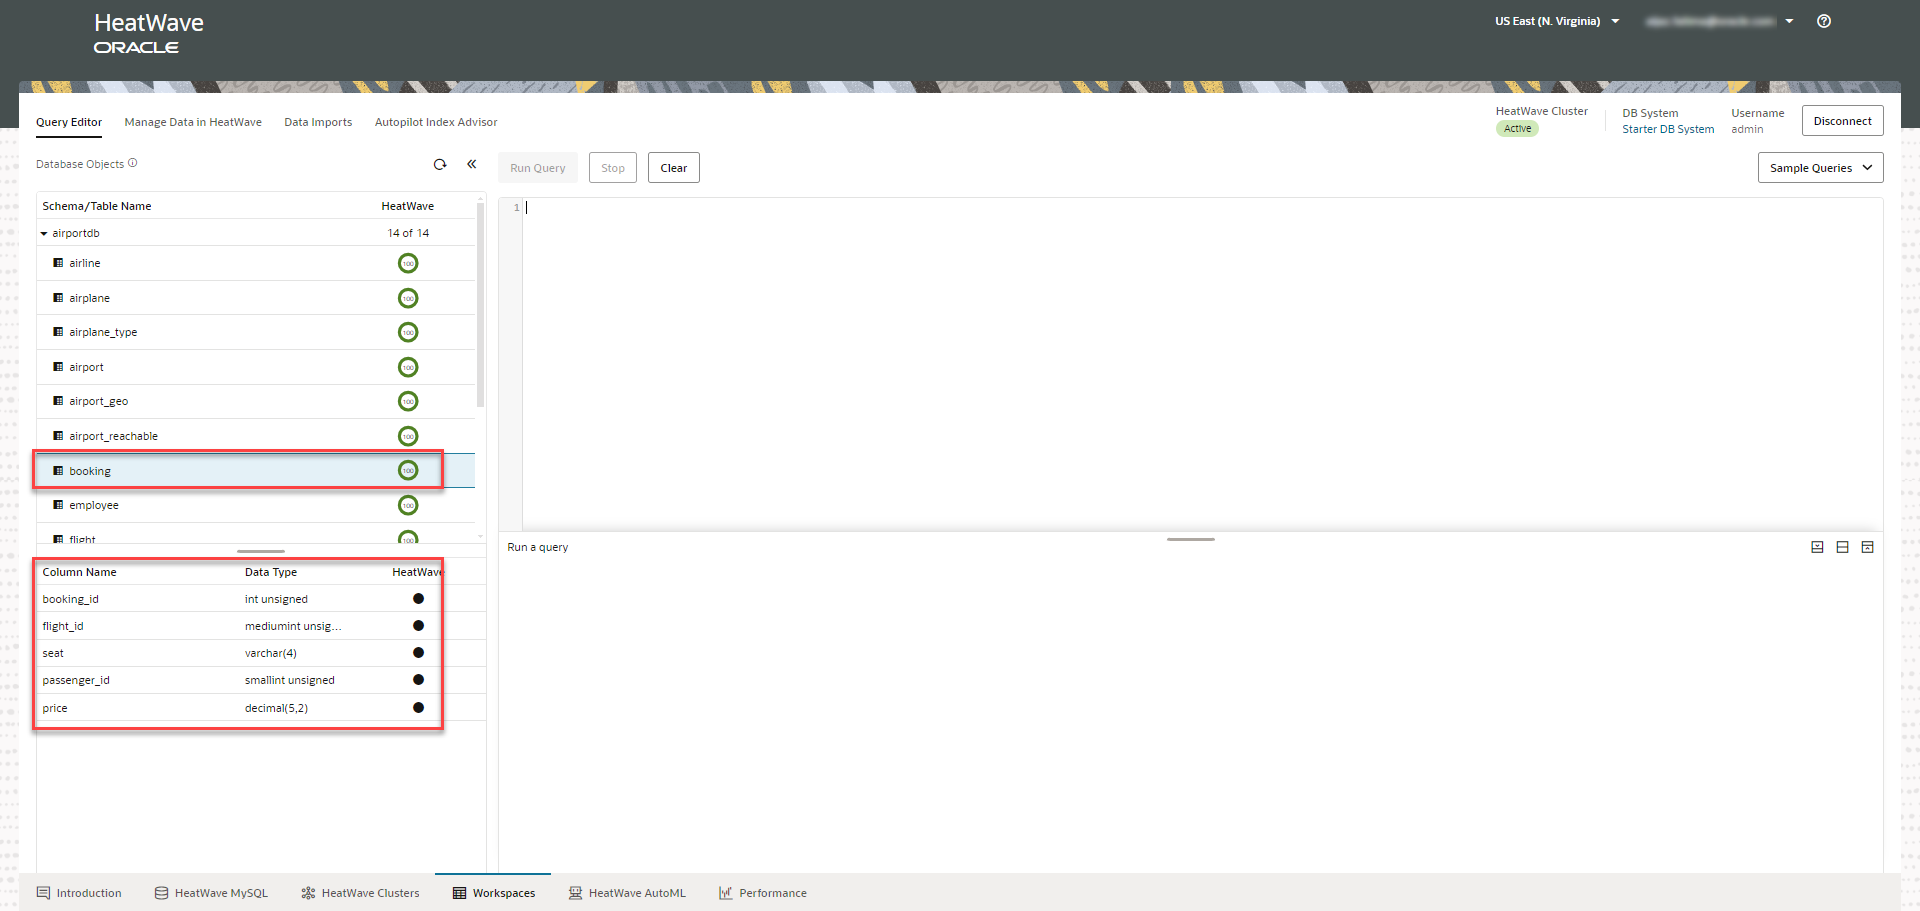 HeatWave
ORACLE
US East (N. Virginia)
Query Editor
Manage Data in HeatWave
Data Imports
Autopilot Index Advisor
HeatWave Cluster
Active
DB System
Starter DB System
Username
admin
Disconnect
Database Objects
Run Query
Stop
Clear
Sample Queries
Schema/Table Name HeatWave
airportdb 14 of 14
airline 100
airplane 100
airplane_type 100
airport 100
airport_geo 100
airport_reachable 100
booking 100
employee 100
flight 100
1
Run a query
Column Name Data Type HeatWave
booking_id int unsigned
flight_id mediumint unsig...
seat varchar(4)
passenger_id smallint unsigned
price decimal(5,2)
Introduction
HeatWave MySQL
HeatWave Clusters
Workspaces
HeatWave AutoML
Performance